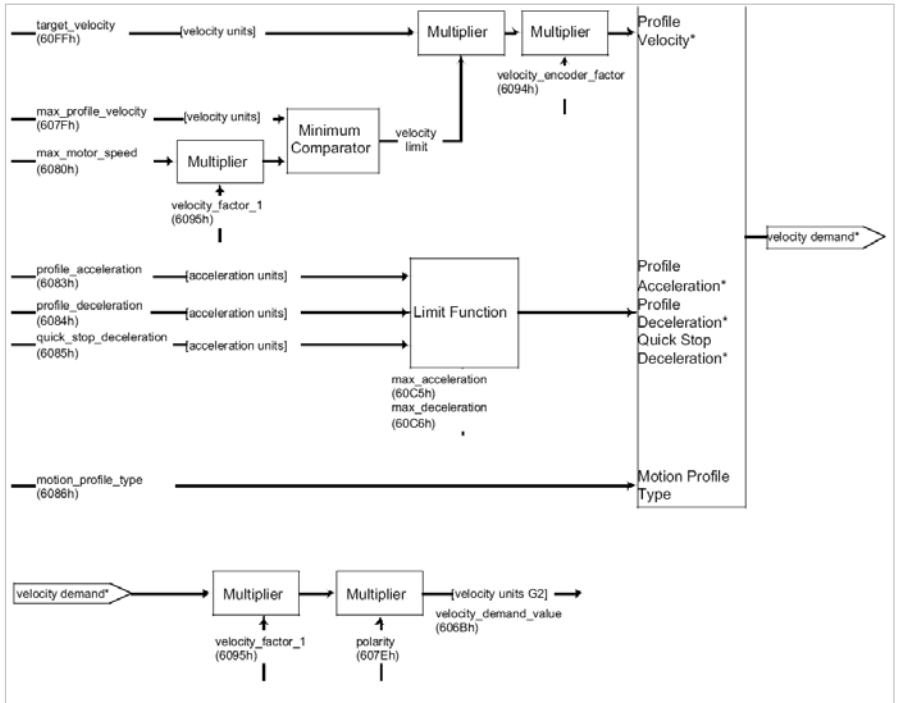 target_velocity
(60FFh)
[velocity units]
Multiplier
Multiplier
Profile
Velocity*
velocity_encoder_factor
(6094h)
max_profile_velocity
(607Fh)
[velocity units]
Minimum
Comparator
velocity
limit
max_motor_speed
(6080h)
Multiplier
velocity_factor_1
(6095h)
velocity demand*
profile_acceleration
(6083h)
[acceleration units]
profile_deceleration
(6084h)
[acceleration units]
quick_stop_deceleration
(6085h)
[acceleration units]
Limit Function
Profile
Acceleration*
Profile
Deceleration*
Quick Stop
Deceleration*
max_acceleration
(60C5h)
max_deceleration
(60C6h)
motion_profile_type
(6086h)
Motion Profile
Type
velocity demand*
Multiplier
Multiplier
[velocity units G2]
velocity_demand_value
(606Bh)
velocity_factor_1
(6095h)
polarity
(607Eh)